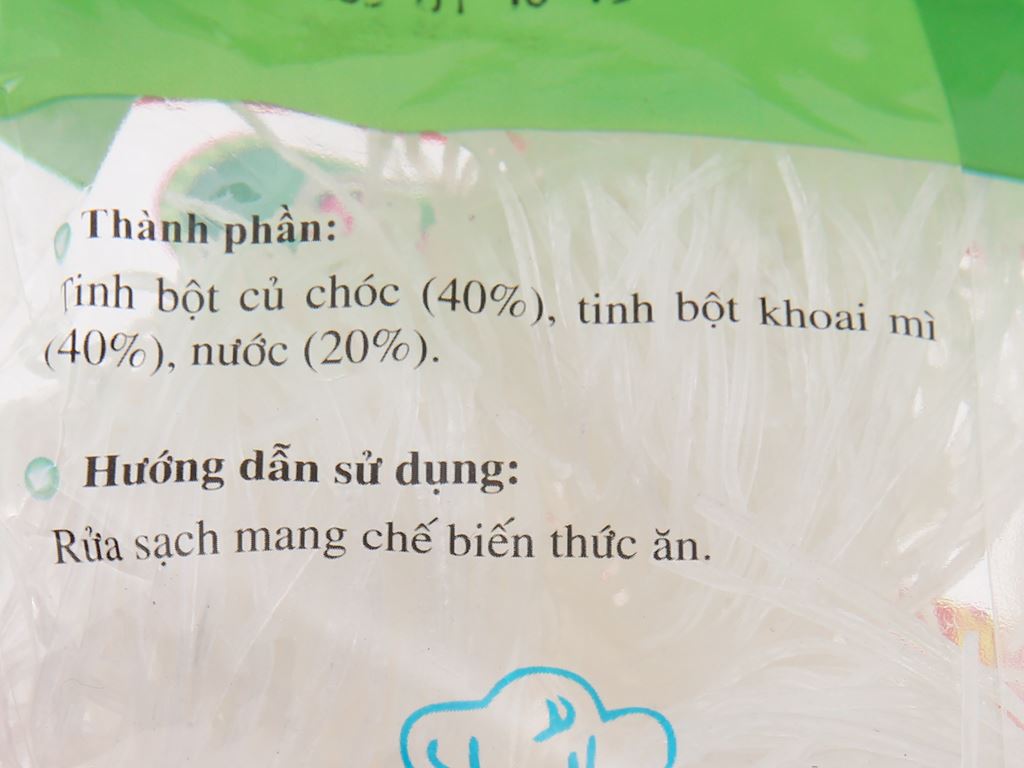 Thành phần:
Tinh bột củ chóc (40%), tinh bột khoai mì
(40%), nước (20%).
Hướng dẫn sử dụng:
Rửa sạch mang chế biến thức ăn.